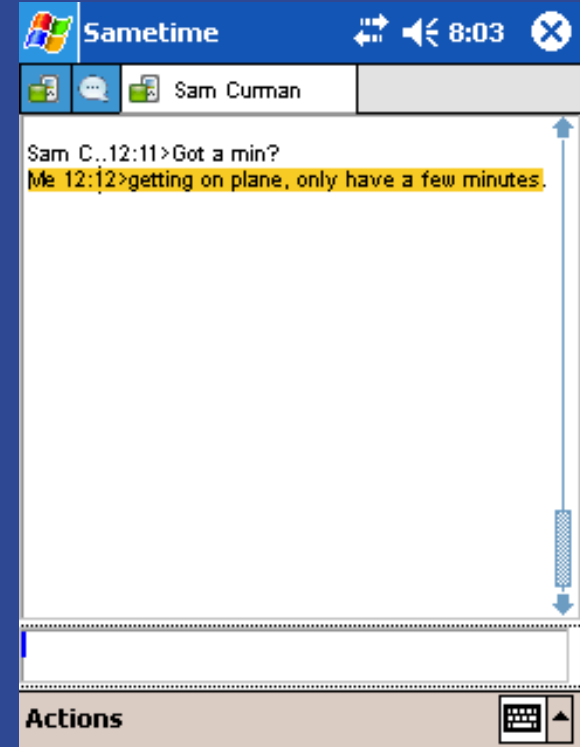 Sametime 8:03
Sam Curman
Sam C..12:11>Got a min?
Me 12:12>getting on plane, only have a few minutes.
Actions